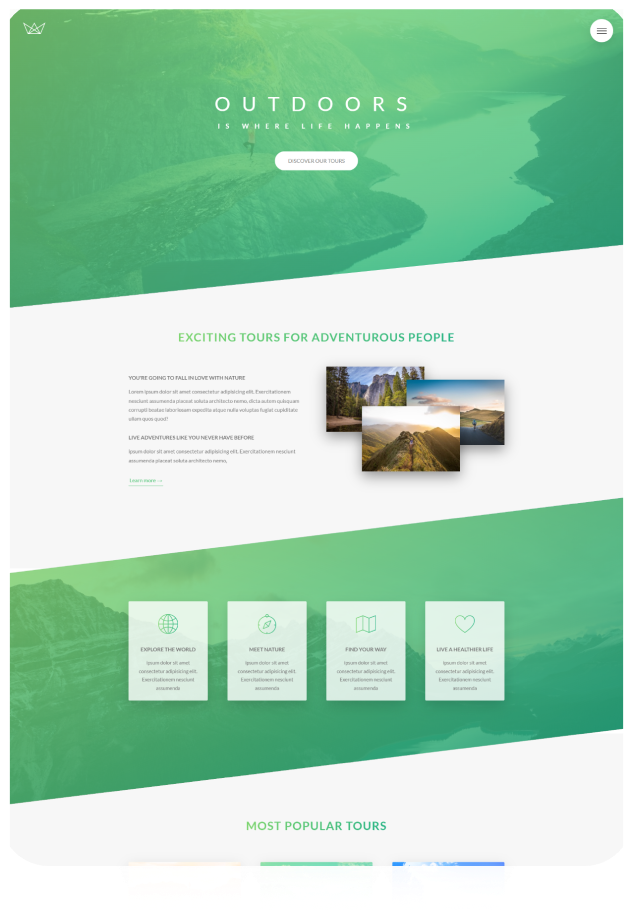 OUTDOORS
IS WHERE LIFE HAPPENS
DISCOVER OUR TOURS
EXCITING TOURS FOR ADVENTUROUS PEOPLE
YOU'RE GOING TO FALL IN LOVE WITH NATURE
Lorem ipsum dolor sit amet consectetur adipisicing elit. Exercitationem
nesciunt assumenda placeat soluta architecto nemo, dicta autem quisquam
corrupti beatae labor ipsam expedita atque nulla voluptas fugiat cupiditate
ullam quos quod?
LIVE ADVENTURES LIKE YOU NEVER HAVE BEFORE
Ipsum dolor sit amet consectetur adipisicing elit. Exercitationem nesciunt
assumenda placeat soluta architecto nemo,
Learn more →
EXPLORE THE WORLD
Ipsum dolor sit amet
consectetur adipisicing elit.
Exercitationem nesciunt
assumenda
MEET NATURE
Ipsum dolor sit amet
consectetur adipisicing elit.
Exercitationem nesciunt
assumenda
FIND YOUR WAY
Ipsum dolor sit amet
consectetur adipisicing elit.
Exercitationem nesciunt
assumenda
LIVE A HEALTHIER LIFE
Ipsum dolor sit amet
consectetur adipisicing elit.
Exercitationem nesciunt
assumenda
MOST POPULAR TOURS